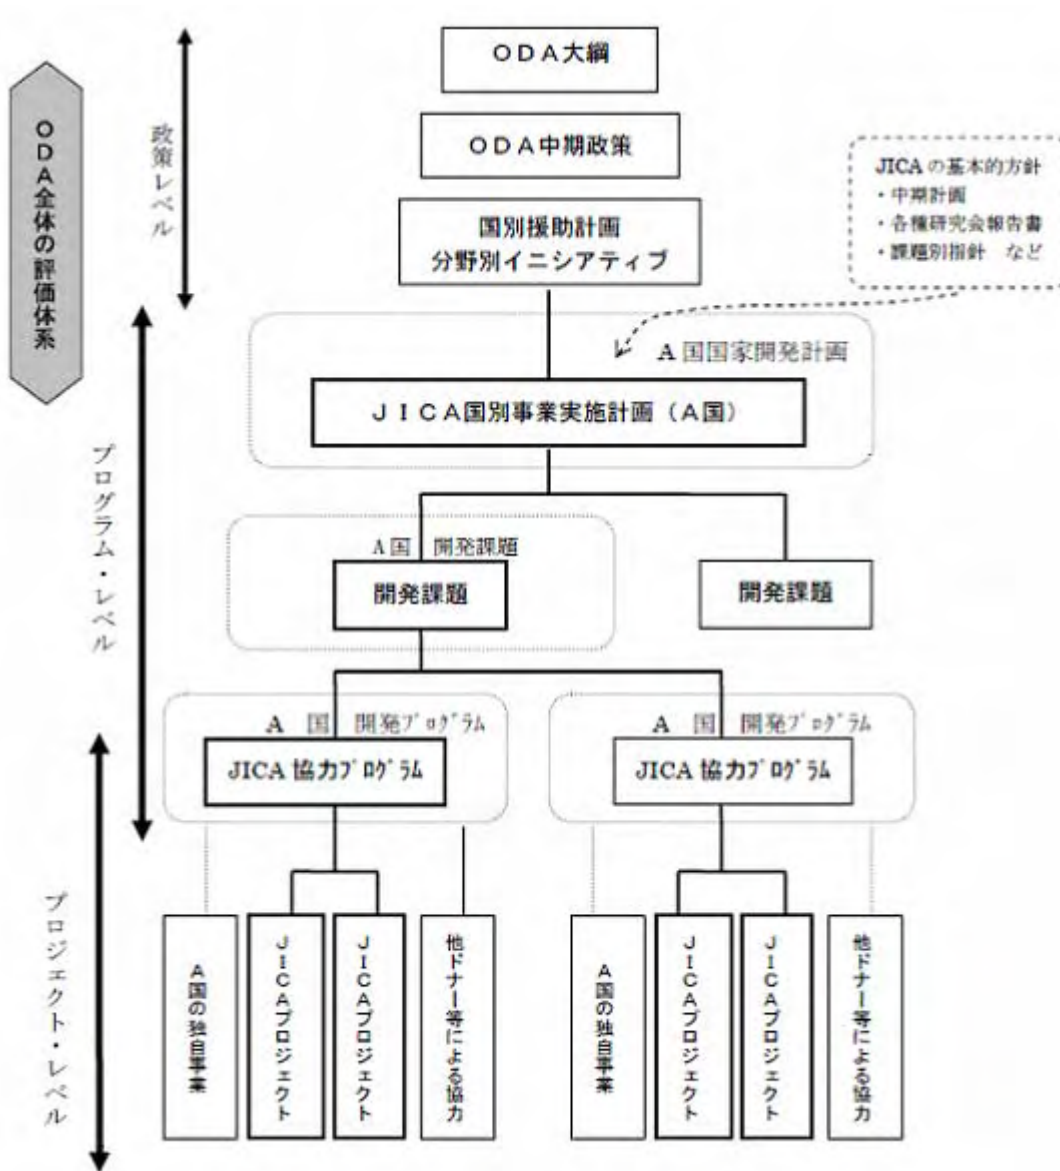 ODA全体の評価体系
政策レベル
プログラム・レベル
プロジェクト・レベル
ODA大綱
ODA中期政策
国別援助計画
分野別イニシアティブ
JICAの基本的方針
・中期計画
・各種研究会報告書
・課題別指針 など
A国国家開発計画
JICA国別事業実施計画(A国)
A国 開発課題
開発課題
開発課題
A 国 開発プログラム
JICA協力プログラム
A 国 開発プログラム
JICA協力プログラム
A国の独自事業
JICAプロジェクト
JICAプロジェクト
他ドナー等による協力
A国の独自事業
JICAプロジェクト
JICAプロジェクト
他ドナー等による協力